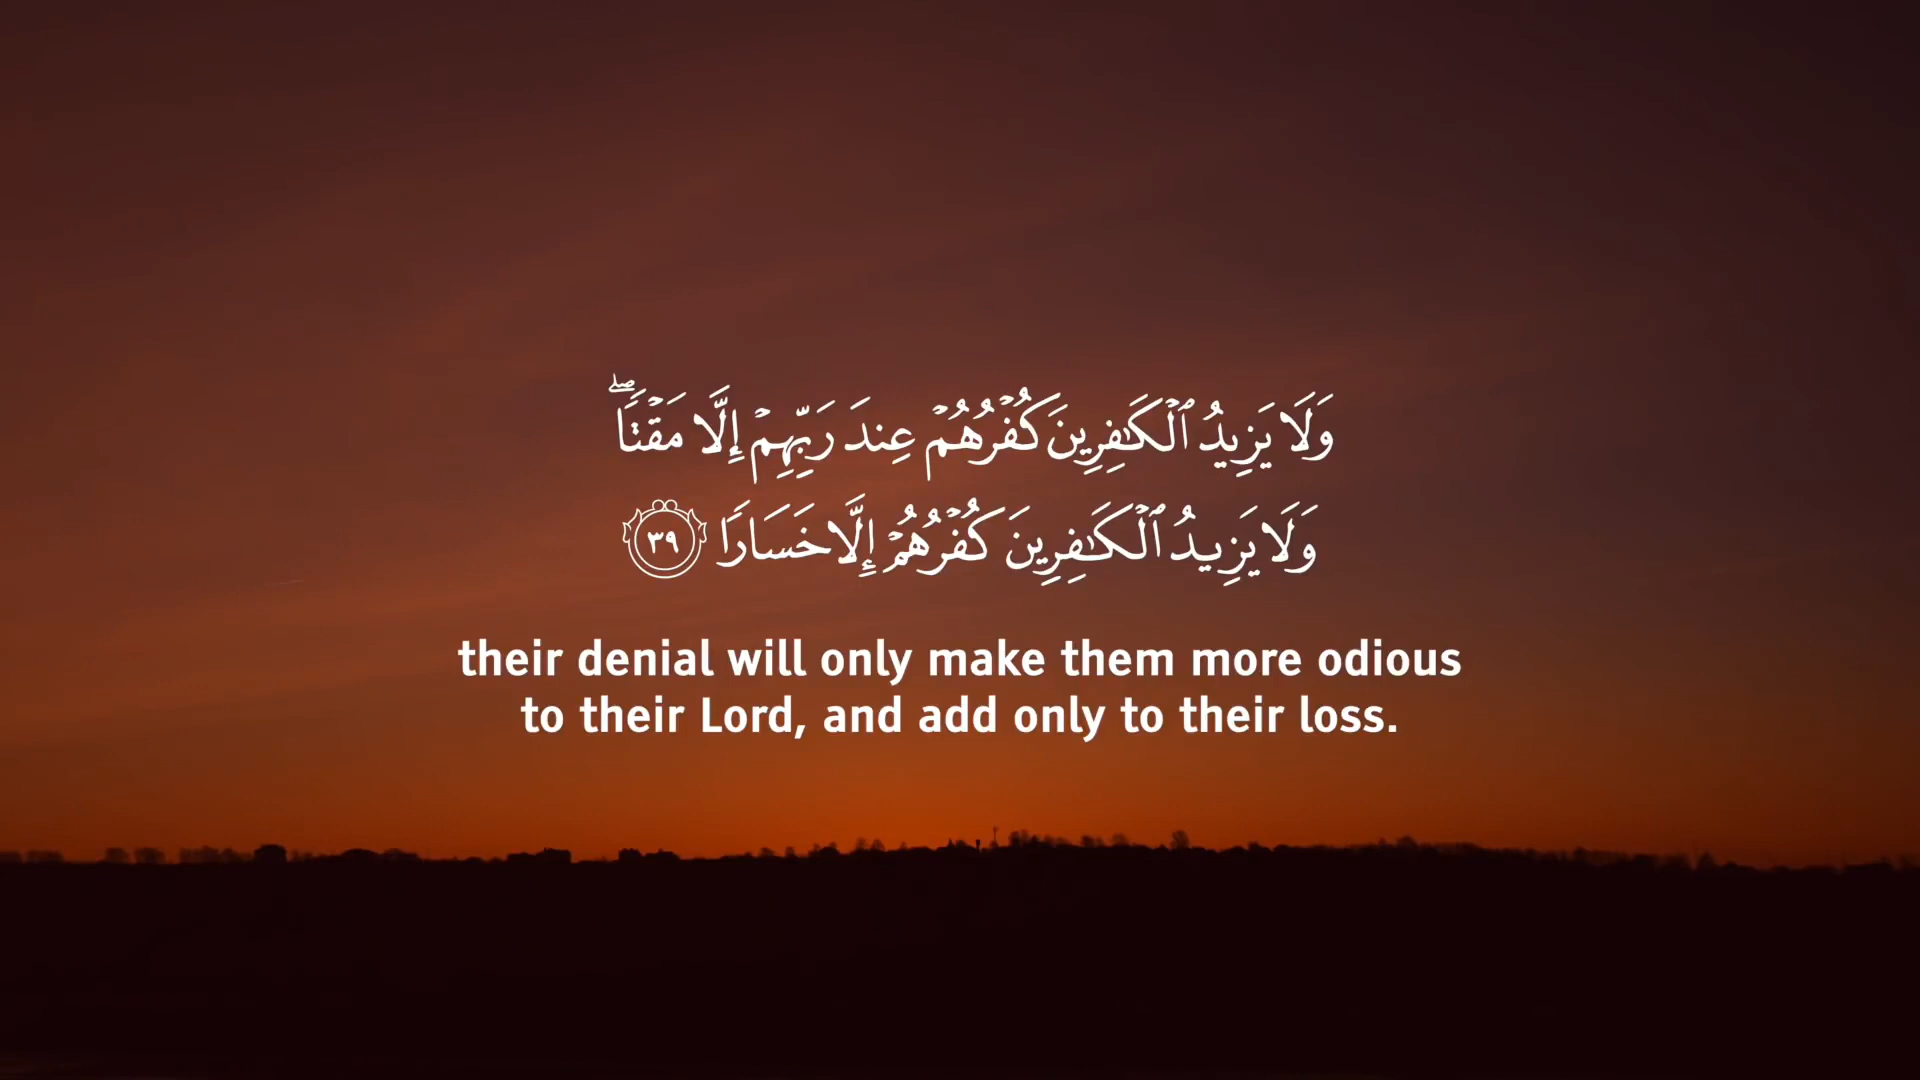 وَلَا يَزِيدُ ٱلْكَـٰفِرِينَ كُفْرُهُمْ عِندَ رَبِّهِمْ إِلَّا مَقْتًا ۖ
وَلَا يَزِيدُ ٱلْكَـٰفِرِينَ كُفْرُهُمْ إِلَّا خَسَارًا ٣٩
their denial will only make them more odious
to their Lord, and add only to their loss.